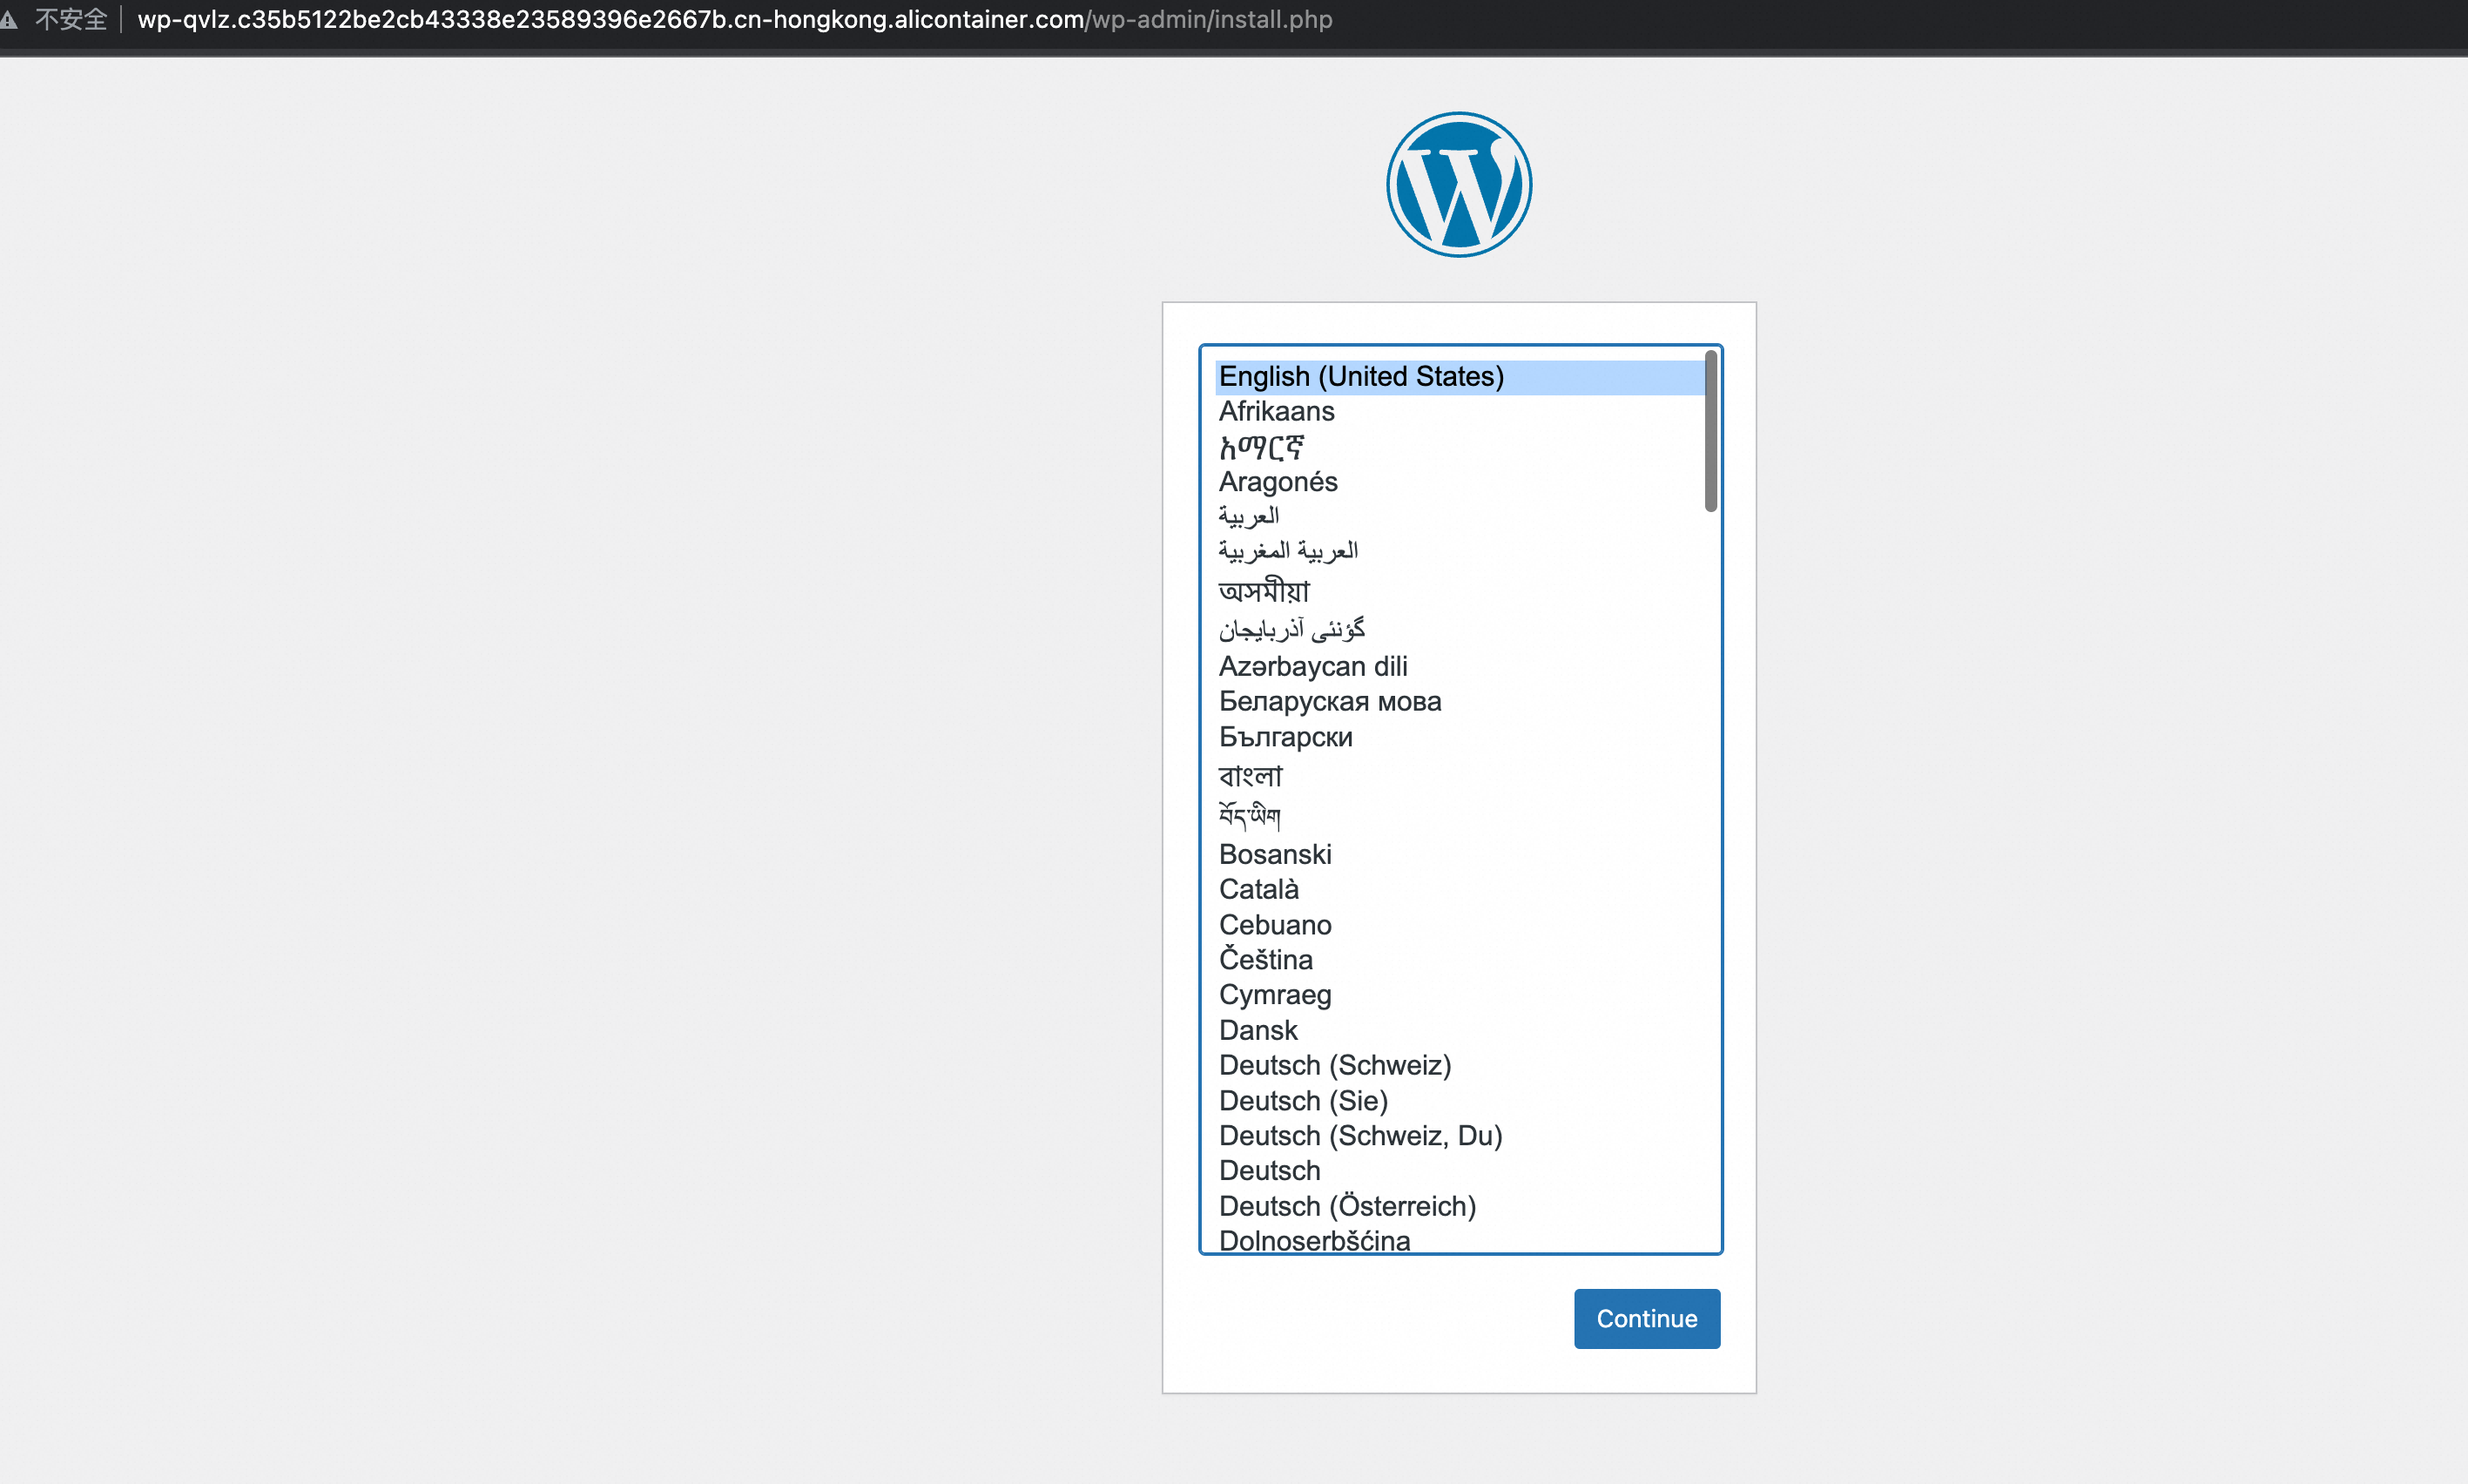 不安全 wp-qvlz.c35b5122be2cb43338e23589396e2667b.cn-hongkong.alicontainer.com/wp-admin/install.php
English (United States)
Afrikaans
አማርኛ
Aragonés
العربية
العربية المغربية
অসমীয়া
گؤنئی آذربایجان
Azərbaycan dili
Беларуская мова
Български
বাংলা
བོད་ཡིག
Bosanski
Català
Cebuano
Čeština
Cymraeg
Dansk
Deutsch (Schweiz)
Deutsch (Sie)
Deutsch (Schweiz, Du)
Deutsch
Deutsch (Österreich)
Dolnoserbšćina
Continue